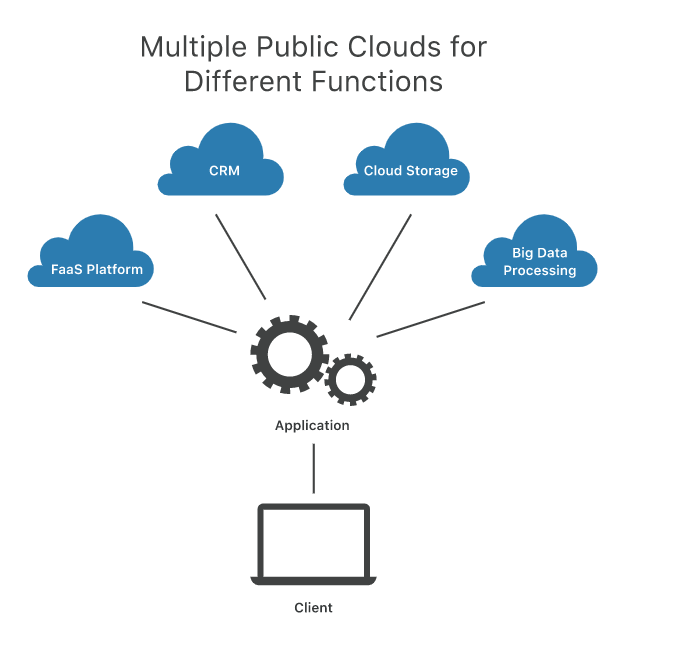 Multiple Public Clouds for
Different Functions
CRM
Cloud Storage
FaaS Platform
Big Data
Processing
Application
Client